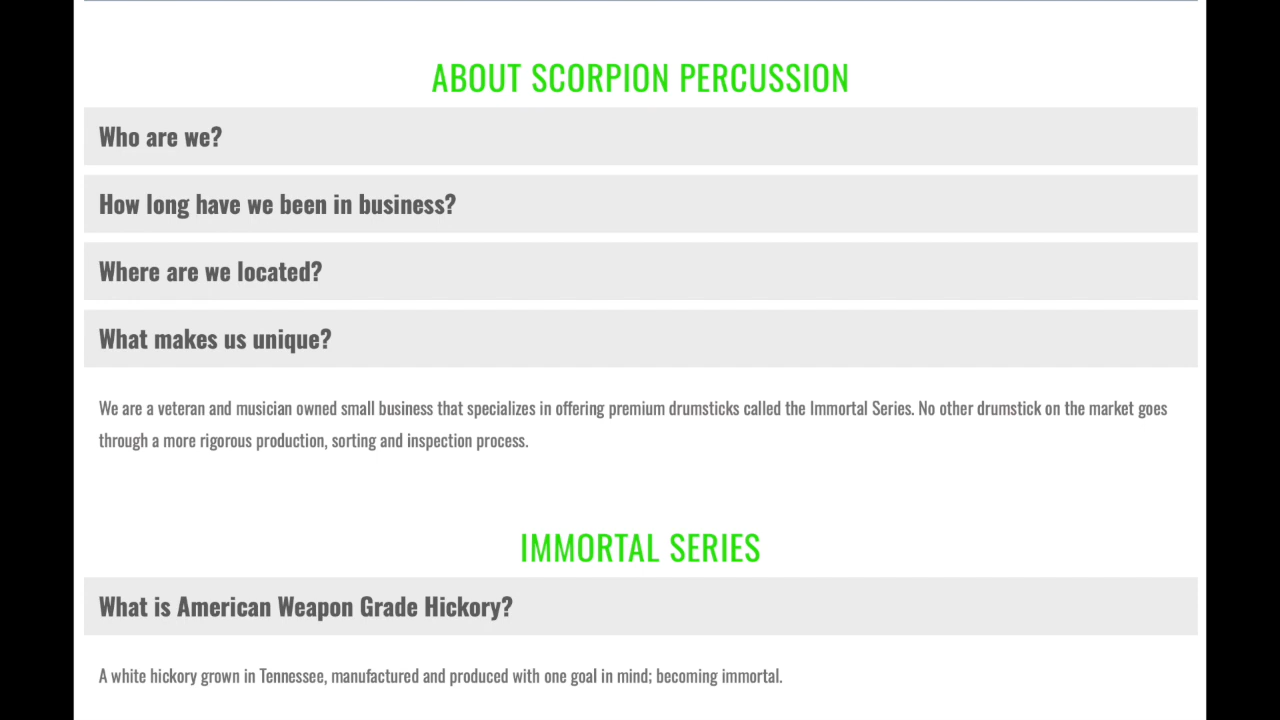 ABOUT SCORPION PERCUSSION
Who are we?
How long have we been in business?
Where are we located?
What makes us unique?
We are a veteran and musician owned small business that specializes in offering premium drumsticks called the Immortal Series. No other drumstick on the market goes
through a more rigorous production, sorting and inspection process.
IMMORTAL SERIES
What is American Weapon Grade Hickory?
A white hickory grown in Tennessee, manufactured and produced with one goal in mind; becoming immortal.